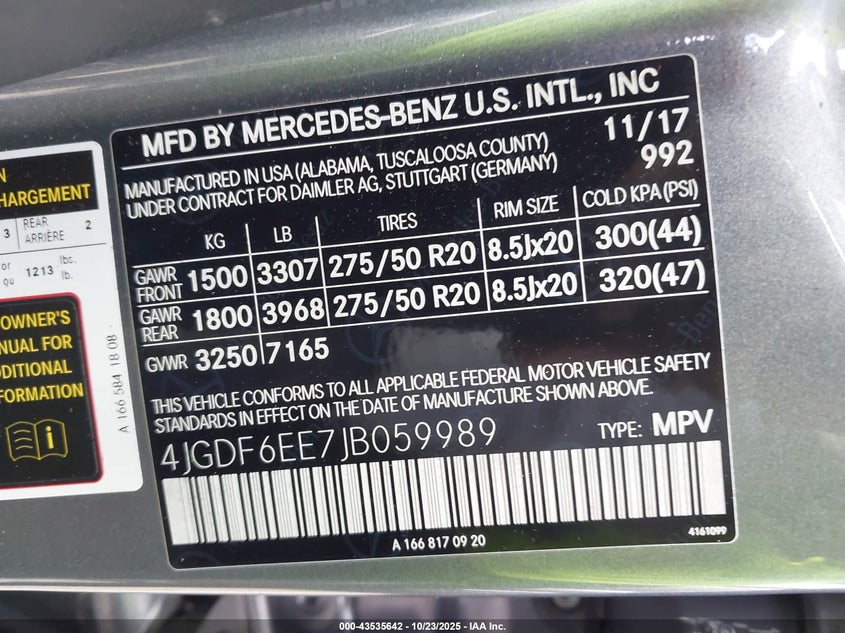 N
CHARGEMENT
3 REAR ARRIÈRE 2
or qu 1213 lbs. lb.
OWNER'S
NUAL FOR
DDITIONAL
FORMATION
A 166 584 18 08
MFD BY MERCEDES-BENZ U.S. INTL., INC
11/17
MANUFACTURED IN USA (ALABAMA, TUSCALOOSA COUNTY)
UNDER CONTRACT FOR DAIMLER AG, STUTTGART (GERMANY)
992
KG LB TIRES RIM SIZE COLD KPA (PSI)
GAWR FRONT 1500 3307 275/50 R20 8.5Jx20 300(44)
GAWR REAR 1800 3968 275/50 R20 8.5Jx20 320(47)
GVWR 3250 7165
THIS VEHICLE CONFORMS TO ALL APPLICABLE FEDERAL MOTOR VEHICLE SAFETY
STANDARDS IN EFFECT ON THE DATE OF MANUFACTURE SHOWN ABOVE.
4JGDF6EE7JB059989 TYPE: MPV
A 166 817 09 20
4161099
000-43535642 - 10/23/2025 - IAA Inc.